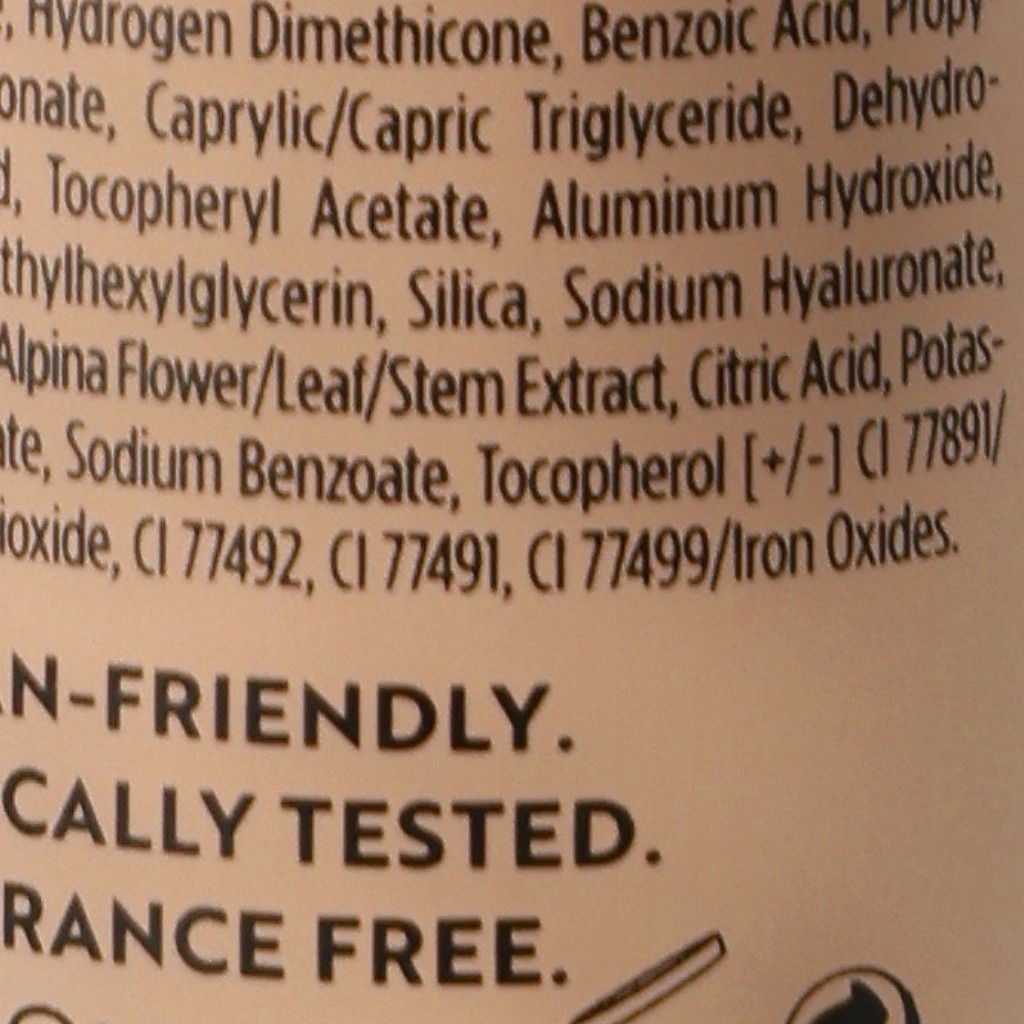 Hydrogen Dimethicone, Benzoic Acid, Propy
onate, Caprylic/Capric Triglyceride, Dehydro-
d, Tocopheryl Acetate, Aluminum Hydroxide,
thylhexylglycerin, Silica, Sodium Hyaluronate,
Alpina Flower/Leaf/Stem Extract, Citric Acid, Potas-
ate, Sodium Benzoate, Tocopherol [+/-] CI 77891/
ioxide, CI 77492, CI 77491, CI 77499/Iron Oxides.
N-FRIENDLY.
CALLY TESTED.
RANCE FREE.